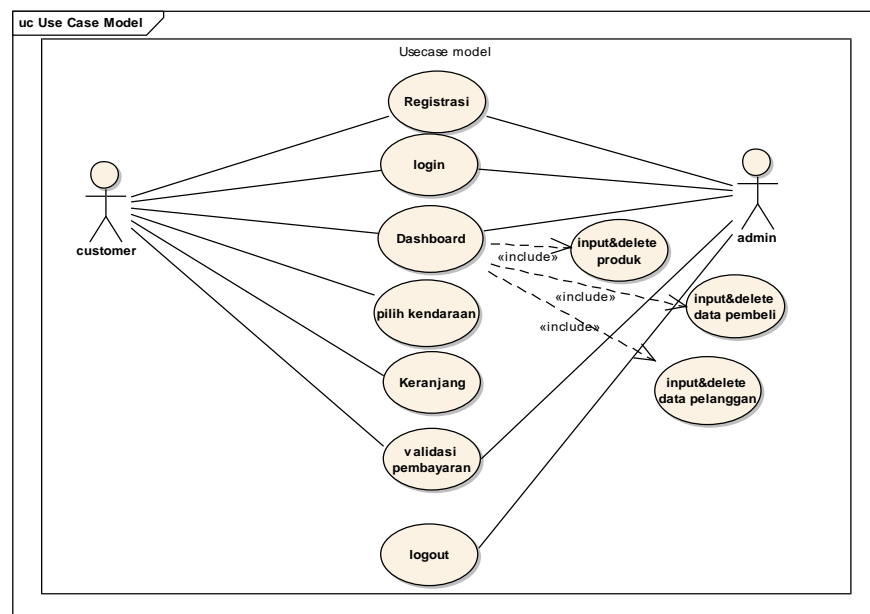 uc Use Case Model
Usecase model
Registrasi
login
customer
admin
Dashboard
input&delete
produk
«include»
input&delete
data pembeli
«include»
pilih kendaraan
«include»
Keranjang
input&delete
data pelanggan
validasi
pembayaran
logout